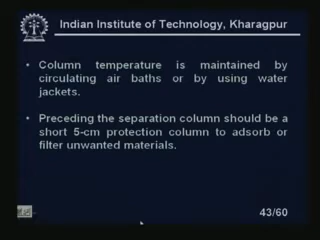 Indian Institute of Technology, Kharagpur
• Column temperature is maintained by
circulating air baths or by using water
jackets.
• Preceding the separation column should be a
short 5-cm protection column to adsorb or
filter unwanted materials.
43/60